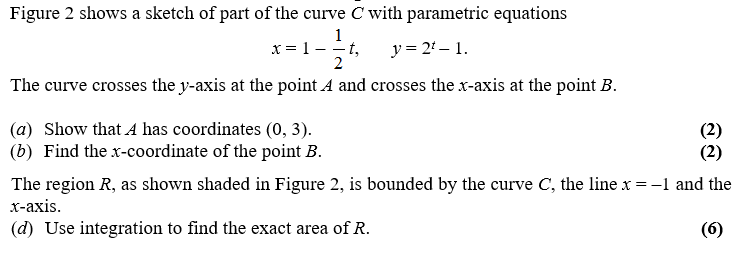 Figure 2 shows a sketch of part of the curve C with parametric equations
x = 1 – 1/2 t, y = 2^t – 1.
The curve crosses the y-axis at the point A and crosses the x-axis at the point B.
(a) Show that A has coordinates (0, 3). (2)
(b) Find the x-coordinate of the point B. (2)
The region R, as shown shaded in Figure 2, is bounded by the curve C, the line x = –1 and the
x-axis.
(d) Use integration to find the exact area of R. (6)